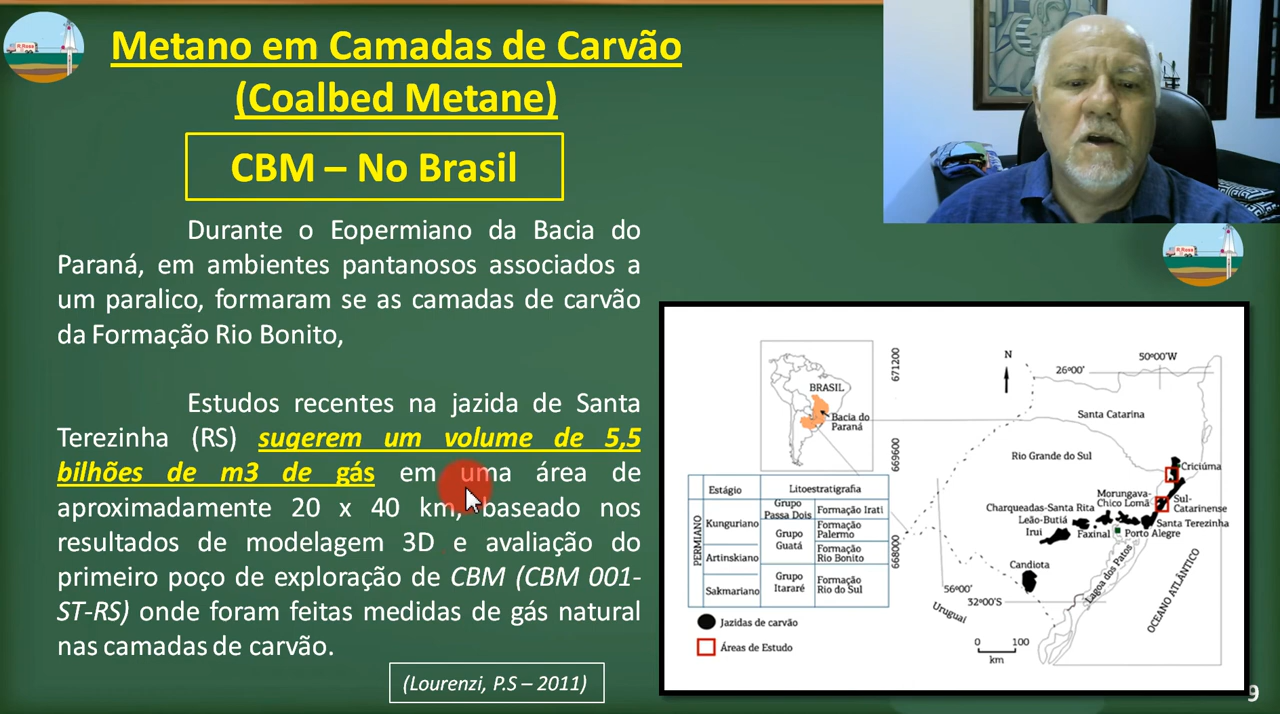 Metano em Camadas de Carvão
(Coalbed Metane)
CBM – No Brasil
Durante o Eopermiano da Bacia do
Paraná, em ambientes pantanosos associados a
um paralico, formaram se as camadas de carvão
da Formação Rio Bonito,
Estudos recentes na jazida de Santa
Terezinha (RS) sugerem um volume de 5,5
bilhões de m3 de gás em uma área de
aproximadamente 20 x 40 km, baseado nos
resultados de modelagem 3D e avaliação do
primeiro poço de exploração de CBM (CBM 001-
ST-RS) onde foram feitas medidas de gás natural
nas camadas de carvão.
(Lourenzi, P.S – 2011)
BRASIL
Bacia do
Paraná
671200
669600
668000
N
50º00'W
26º00'
Santa Catarina
Rio Grande do Sul
Criciúma
Morungava-
Chico Lomã
Sul-
Catarinense
Charqueadas-Santa Rita
Leão-Butiá
Santa Terezinha
Irui
Faxinal
Porto Alegre
Candiota
Lagoa dos Patos
OCEANO ATLÂNTICO
56º00'
32º00'S
Uruguai
0 100
km
Estágio
Litoestratigrafia
PERMIANO
Kunguriano
Artinskiano
Sakmariano
Grupo
Passa Dois
Formação Irati
Grupo
Guatá
Formação
Palermo
Formação
Rio Bonito
Grupo
Itararé
Formação
Rio do Sul
Jazidas de carvão
Áreas de Estudo
9